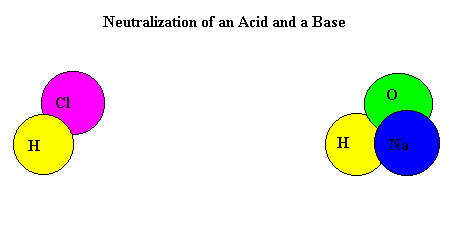 Neutralization of an Acid and a Base
Cl
O
H
H
Na